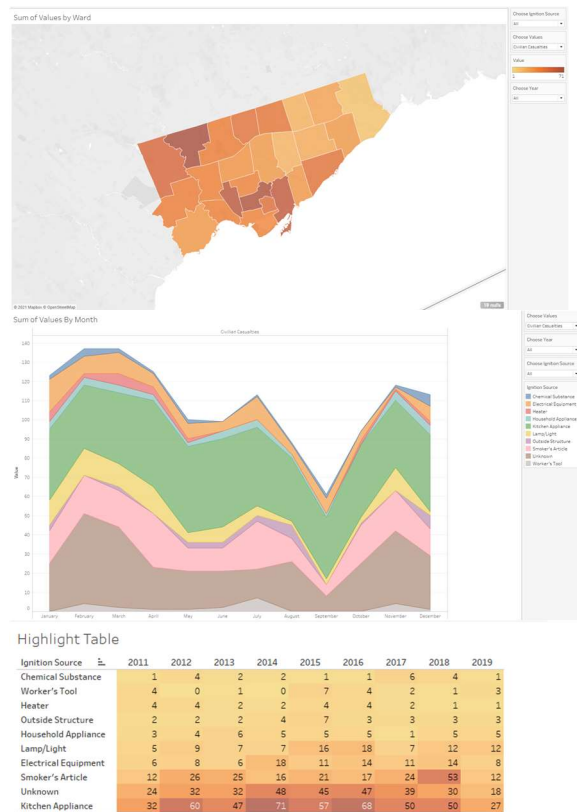 Sum of Values by Ward
Choose Ignition Source
All
Choose Values
Civilian Casualties
Value
1 71
Choose Year
All
© 2021 Mapbox © OpenStreetMap
19 nulls
Sum of Values By Month
Civilian Casualties
Choose Values
Civilian Casualties
Choose Year
All
Choose Ignition Source
All
Ignition Source
Chemical Substance
Electrical Equipment
Heater
Household Appliance
Kitchen Appliance
Lamp/Light
Outside Structure
Smoker's Article
Unknown
Worker's Tool
140
130
120
110
100
90
80
70
60
50
40
30
20
10
0
Value
January February March April May June July August September October November December
Highlight Table
Ignition Source 2011 2012 2013 2014 2015 2016 2017 2018 2019
Chemical Substance 1 4 2 2 1 1 6 4 1
Worker's Tool 4 0 1 0 7 4 2 1 3
Heater 4 4 2 2 4 4 2 1 1
Outside Structure 2 2 2 4 7 3 3 3 3
Household Appliance 3 4 6 5 5 5 1 5 5
Lamp/Light 5 9 7 7 16 18 7 12 12
Electrical Equipment 6 8 6 18 11 14 11 14 8
Smoker's Article 12 26 25 16 21 17 24 53 12
Unknown 24 32 32 48 45 47 39 30 18
Kitchen Appliance 32 60 47 71 57 68 50 50 27